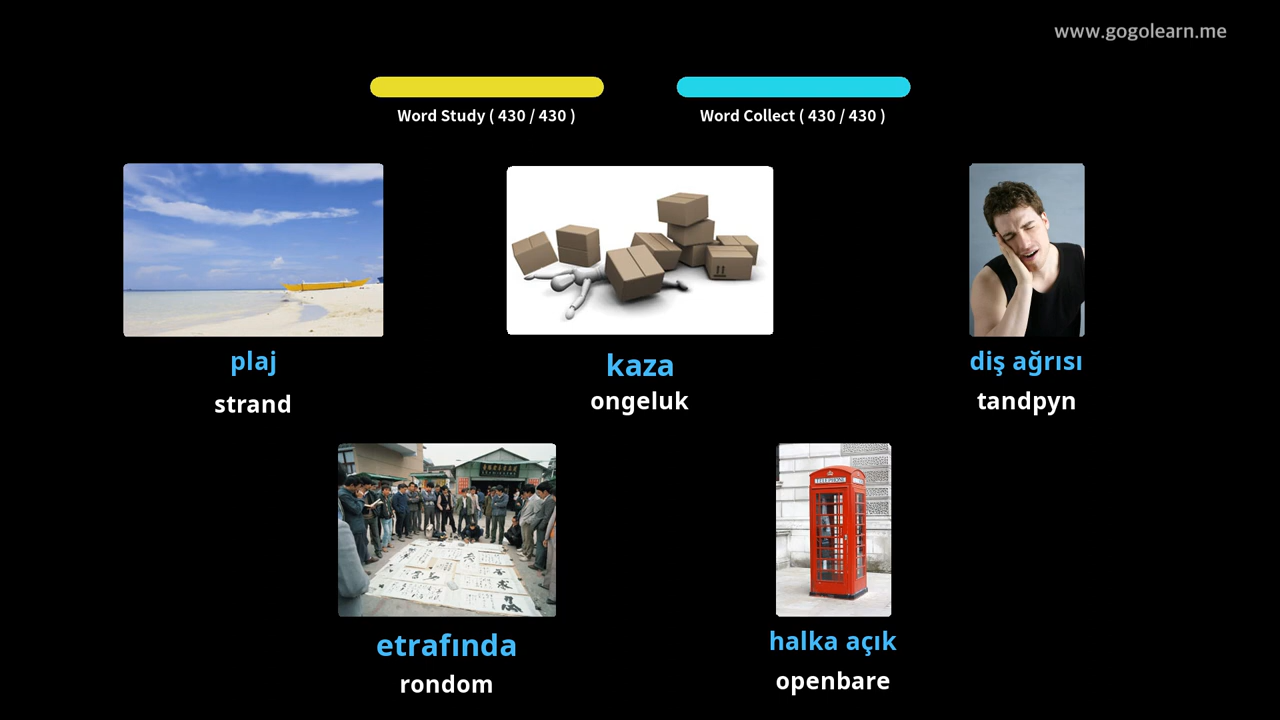 www.gogolearn.me
Word Study ( 430 / 430 )
Word Collect ( 430 / 430 )
plaj
strand
kaza
ongeluk
diş ağrısı
tandpyn
TELEPHONE
etrafında
rondom
halka açık
openbare